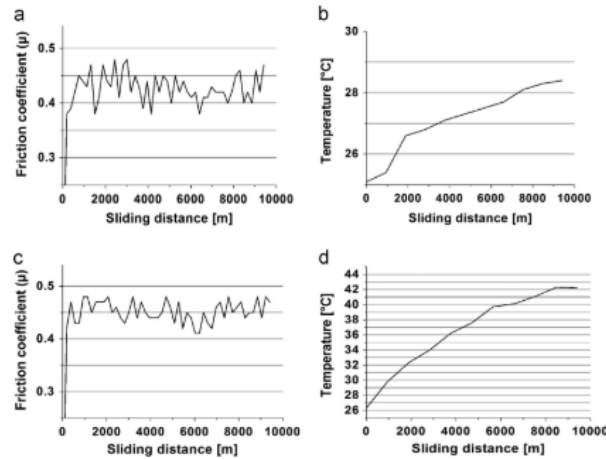 a
Friction coefficient (μ)
0.5
0.4
0.3
0 2000 4000 6000 8000 10000
Sliding distance [m]
b
Temperature [°C]
30
28
26
0 2000 4000 6000 8000 10000
Sliding distance [m]
c
Friction coefficient (μ)
0.5
0.4
0.3
0 2000 4000 6000 8000 10000
Sliding distance [m]
d
Temperature [°C]
44
42
40
38
36
34
32
30
28
26
0 2000 4000 6000 8000 10000
Sliding distance [m]